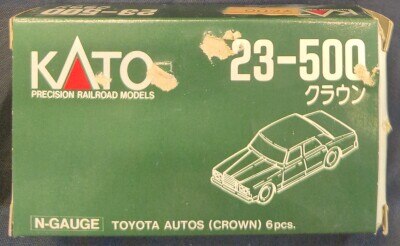 KATO
PRECISION RAILROAD MODELS
23-500
クラウン
N-GAUGE TOYOTA AUTOS (CROWN) 6pcs.